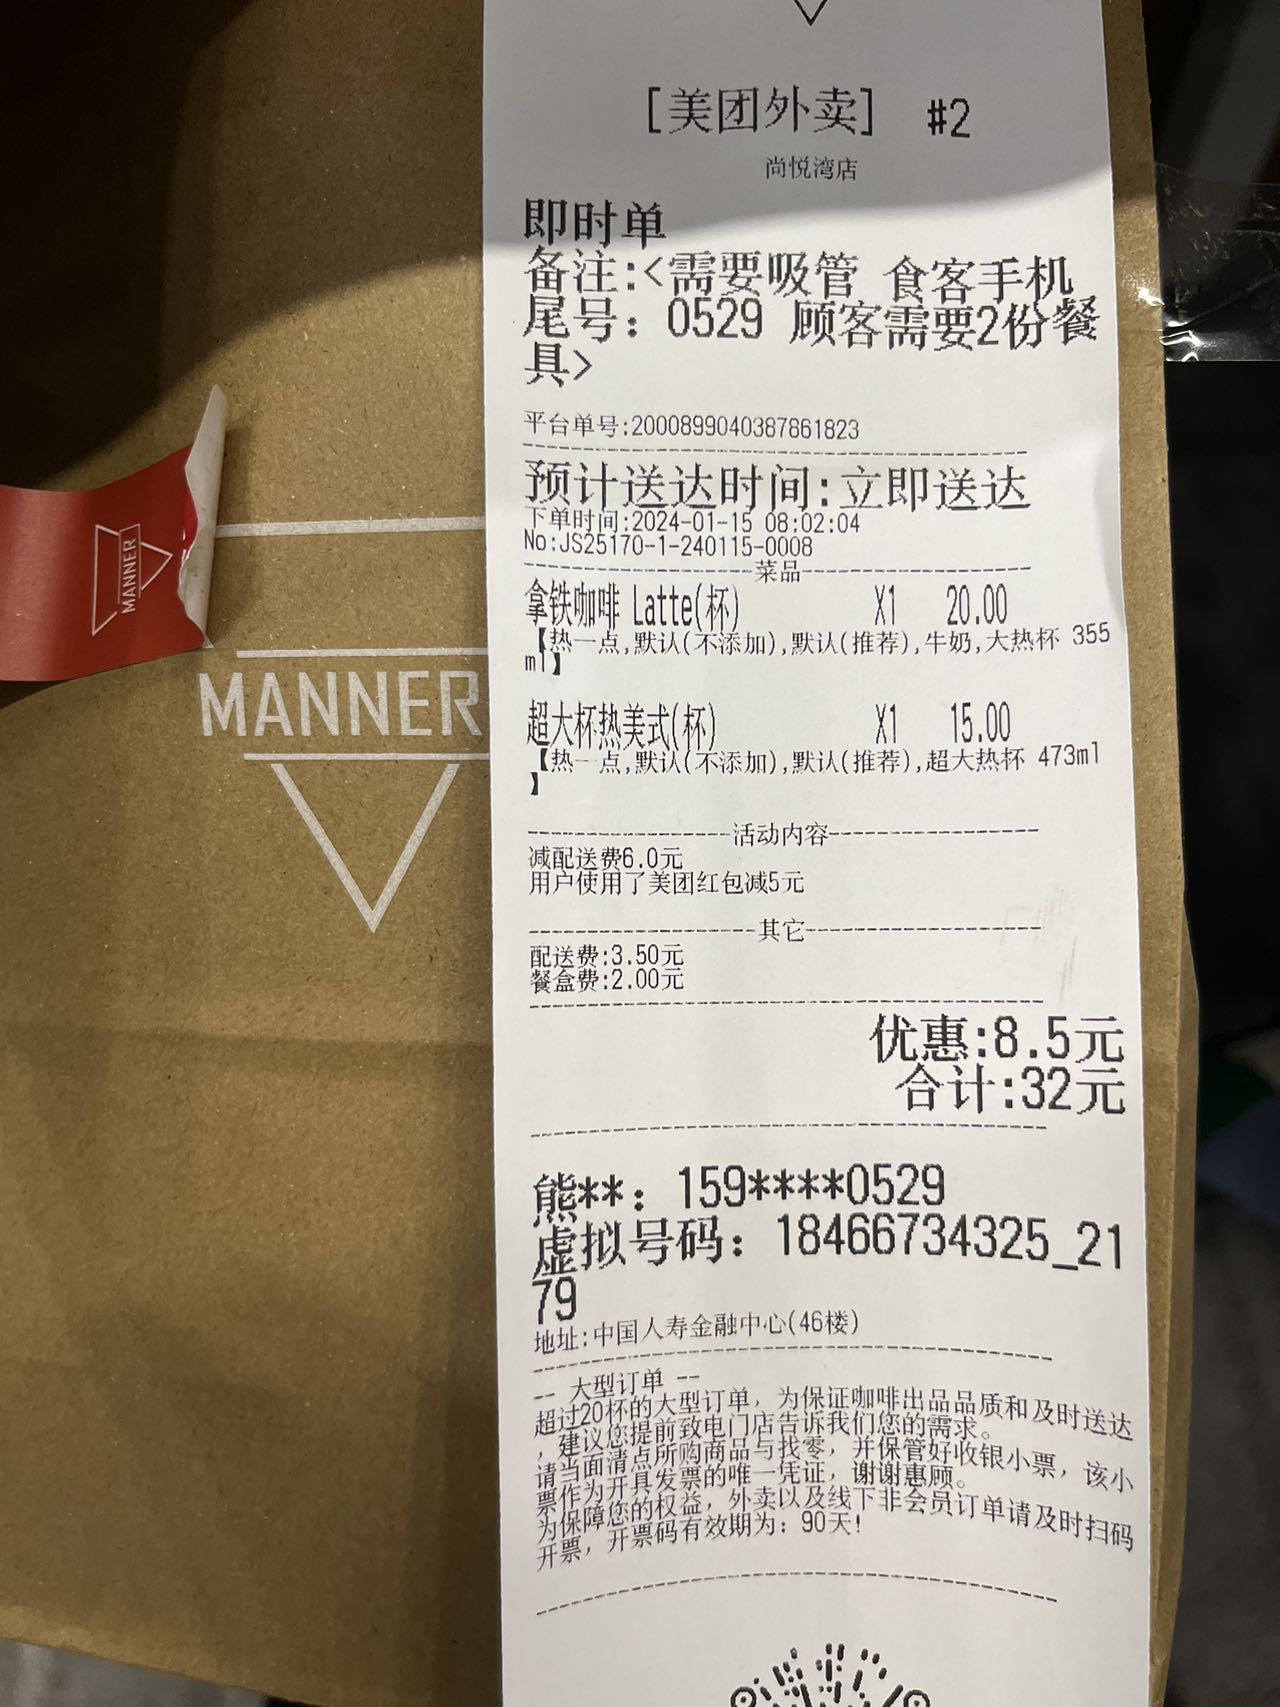 [美团外卖] #2
尚悦湾店
即时单
备注:<需要吸管 食客手机
尾号: 0529 顾客需要2份餐
具>
平台单号:2000899040387861823
预计送达时间:立即送达
下单时间:2024-01-15 08:02:04
No:JS25170-1-240115-0008
菜品
拿铁咖啡 Latte(杯) X1 20.00
【热一点,默认(不添加),默认(推荐),牛奶,大热杯 355
ml】
超大杯热美式(杯) X1 15.00
【热一点,默认(不添加),默认(推荐),超大热杯 473ml
】
活动内容
减配送费6.0元
用户使用了美团红包减5元
其它
配送费:3.50元
餐盒费:2.00元
优惠:8.5元
合计:32元
熊**: 159****0529
虚拟号码: 18466734325_21
79
地址:中国人寿金融中心(46楼)
-- 大型订单 --
超过20杯的大型订单, 为保证咖啡出品品质和及时送达
, 建议您提前致电门店告诉我们您的需求。
请当面清点所购商品与找零, 并保管好收银小票, 该小
票作为开具发票的唯一凭证, 谢谢惠顾。
为保障您的权益, 外卖以及线下非会员订单请及时扫码
开票, 开票码有效期为: 90天!
MANNER
MANNER